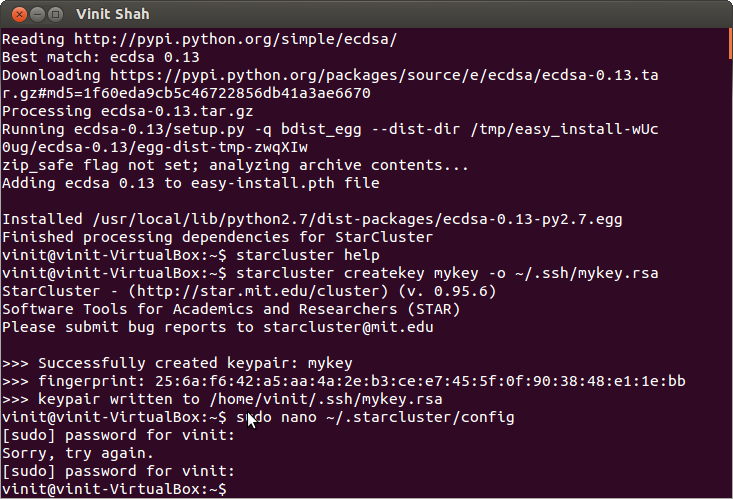 Vinit Shah
Reading http://pypi.python.org/simple/ecdsa/
Best match: ecdsa 0.13
Downloading https://pypi.python.org/packages/source/e/ecdsa/ecdsa-0.13.ta
r.gz#md5=1f60eda9cb5c46722856db41a3ae6670
Processing ecdsa-0.13.tar.gz
Running ecdsa-0.13/setup.py -q bdist_egg --dist-dir /tmp/easy_install-wUc
0ug/ecdsa-0.13/egg-dist-tmp-zwqXIw
zip_safe flag not set; analyzing archive contents...
Adding ecdsa 0.13 to easy-install.pth file
Installed /usr/local/lib/python2.7/dist-packages/ecdsa-0.13-py2.7.egg
Finished processing dependencies for StarCluster
vinit@vinit-VirtualBox:~$ starcluster help
vinit@vinit-VirtualBox:~$ starcluster createkey mykey -o ~/.ssh/mykey.rsa
StarCluster - (http://star.mit.edu/cluster) (v. 0.95.6)
Software Tools for Academics and Researchers (STAR)
Please submit bug reports to starcluster@mit.edu
>>> Successfully created keypair: mykey
>>> fingerprint: 25:6a:f6:42:a5:aa:4a:2e:b3:ce:e7:45:5f:0f:90:38:48:e1:1e:bb
>>> keypair written to /home/vinit/.ssh/mykey.rsa
vinit@vinit-VirtualBox:~$ sudo nano ~/.starcluster/config
[sudo] password for vinit:
Sorry, try again.
[sudo] password for vinit:
vinit@vinit-VirtualBox:~$